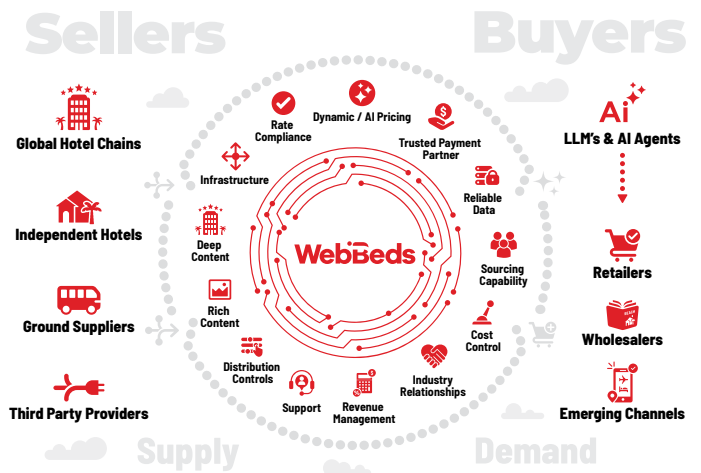 Sellers
Buyers
Global Hotel Chains
Independent Hotels
Ground Suppliers
Third Party Providers
Rate
Compliance
Dynamic / AI Pricing
$
Trusted Payment
Partner
Infrastructure
Reliable
Data
Deep
Content
WebBeds
Sourcing
Capability
Rich
Content
Cost
Control
Distribution
Controls
Industry
Relationships
Support
Revenue
Management
Ai
LLM's & AI Agents
Retailers
Wholesalers
Emerging Channels
Supply
Demand